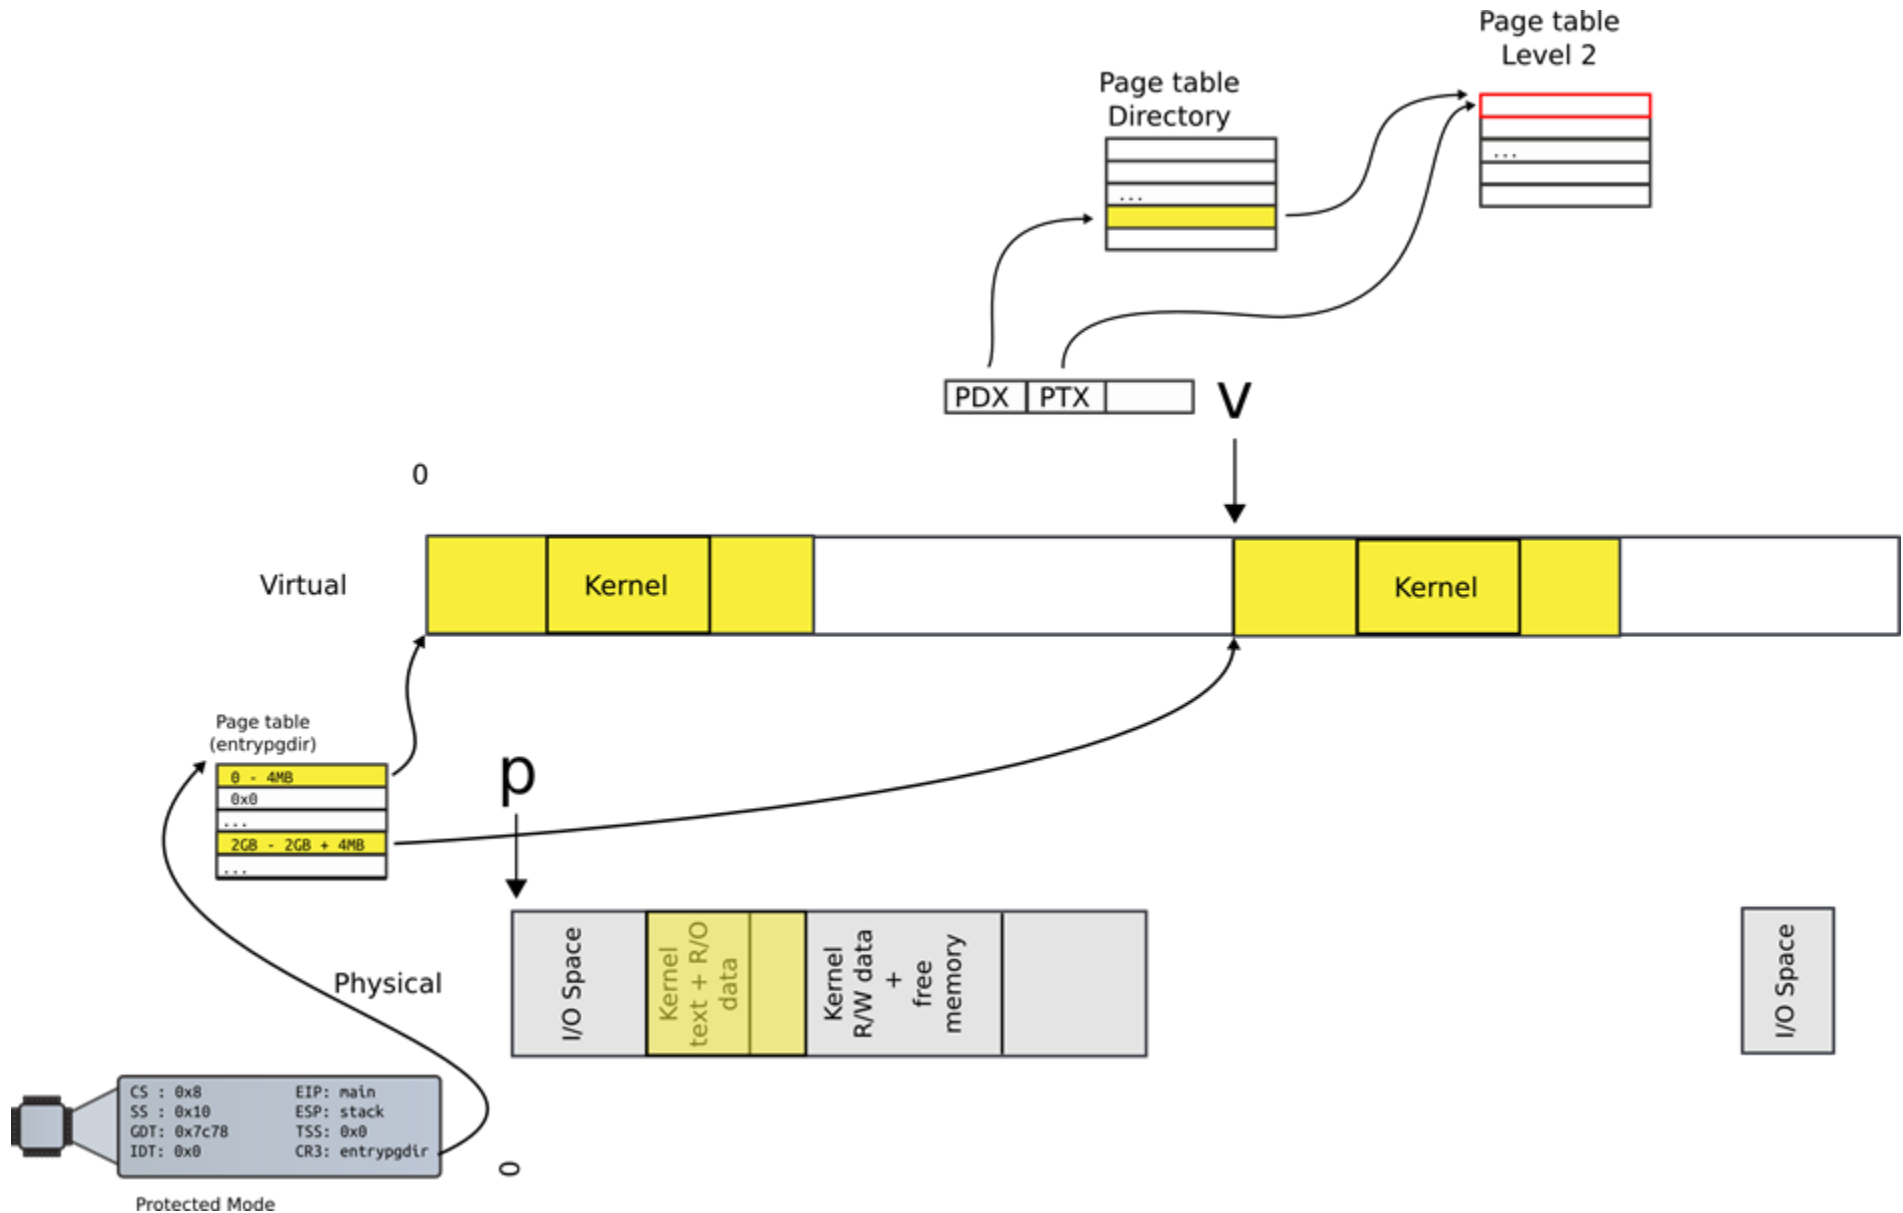 Page table
Level 2
...
Page table
Directory
...
PDX
PTX
v
0
Virtual
Kernel
Kernel
Page table
(entrypgdir)
0 - 4MB
0x0
...
2GB - 2GB + 4MB
...
p
Physical
I/O Space
Kernel
text + R/O
data
Kernel
R/W data
+
free
memory
I/O Space
CS : 0x8
SS : 0x10
GDT: 0x7c78
IDT: 0x0
EIP: main
ESP: stack
TSS: 0x0
CR3: entrypgdir
0
Protected Mode